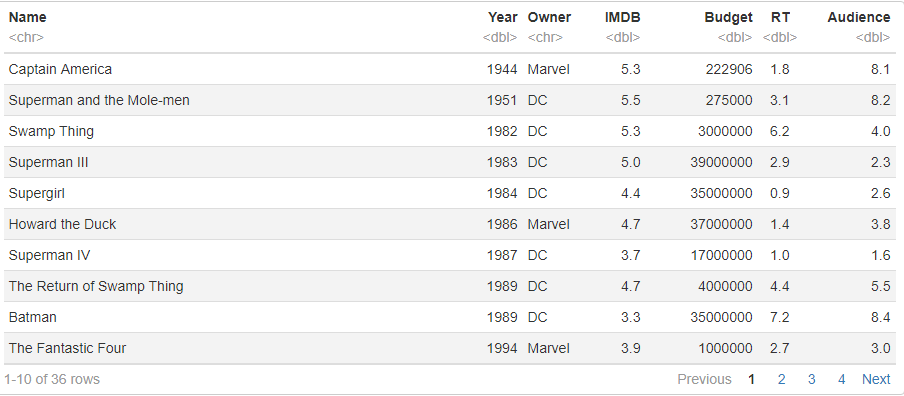 Name Year Owner IMDB Budget RT Audience
<chr> <dbl> <chr> <dbl> <dbl> <dbl> <dbl>
Captain America 1944 Marvel 5.3 222906 1.8 8.1
Superman and the Mole-men 1951 DC 5.5 275000 3.1 8.2
Swamp Thing 1982 DC 5.3 3000000 6.2 4.0
Superman III 1983 DC 5.0 39000000 2.9 2.3
Supergirl 1984 DC 4.4 35000000 0.9 2.6
Howard the Duck 1986 Marvel 4.7 37000000 1.4 3.8
Superman IV 1987 DC 3.7 17000000 1.0 1.6
The Return of Swamp Thing 1989 DC 4.7 4000000 4.4 5.5
Batman 1989 DC 3.3 35000000 7.2 8.4
The Fantastic Four 1994 Marvel 3.9 1000000 2.7 3.0
1-10 of 36 rows Previous 1 2 3 4 Next